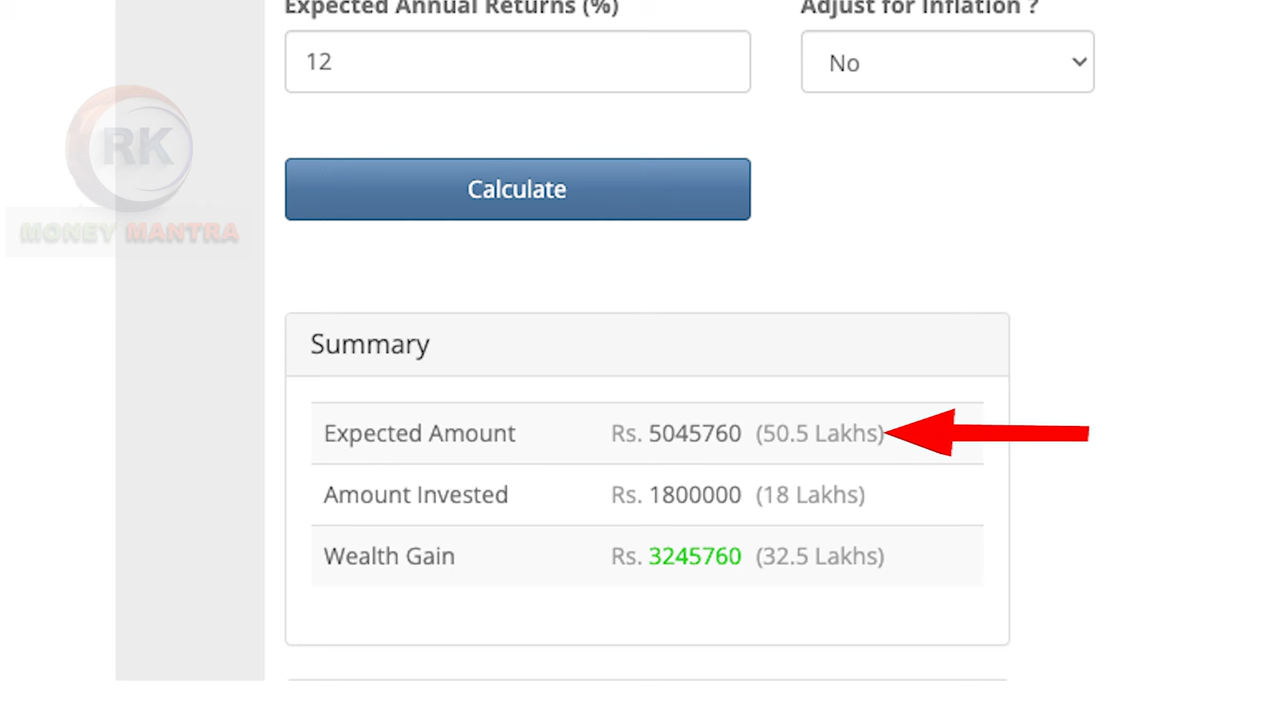 Expected Annual Returns (%)
Adjust for Inflation ?
12
No
RK
MONEY MANTRA
Calculate
Summary
Expected Amount Rs. 5045760 (50.5 Lakhs)
Amount Invested Rs. 1800000 (18 Lakhs)
Wealth Gain Rs. 3245760 (32.5 Lakhs)